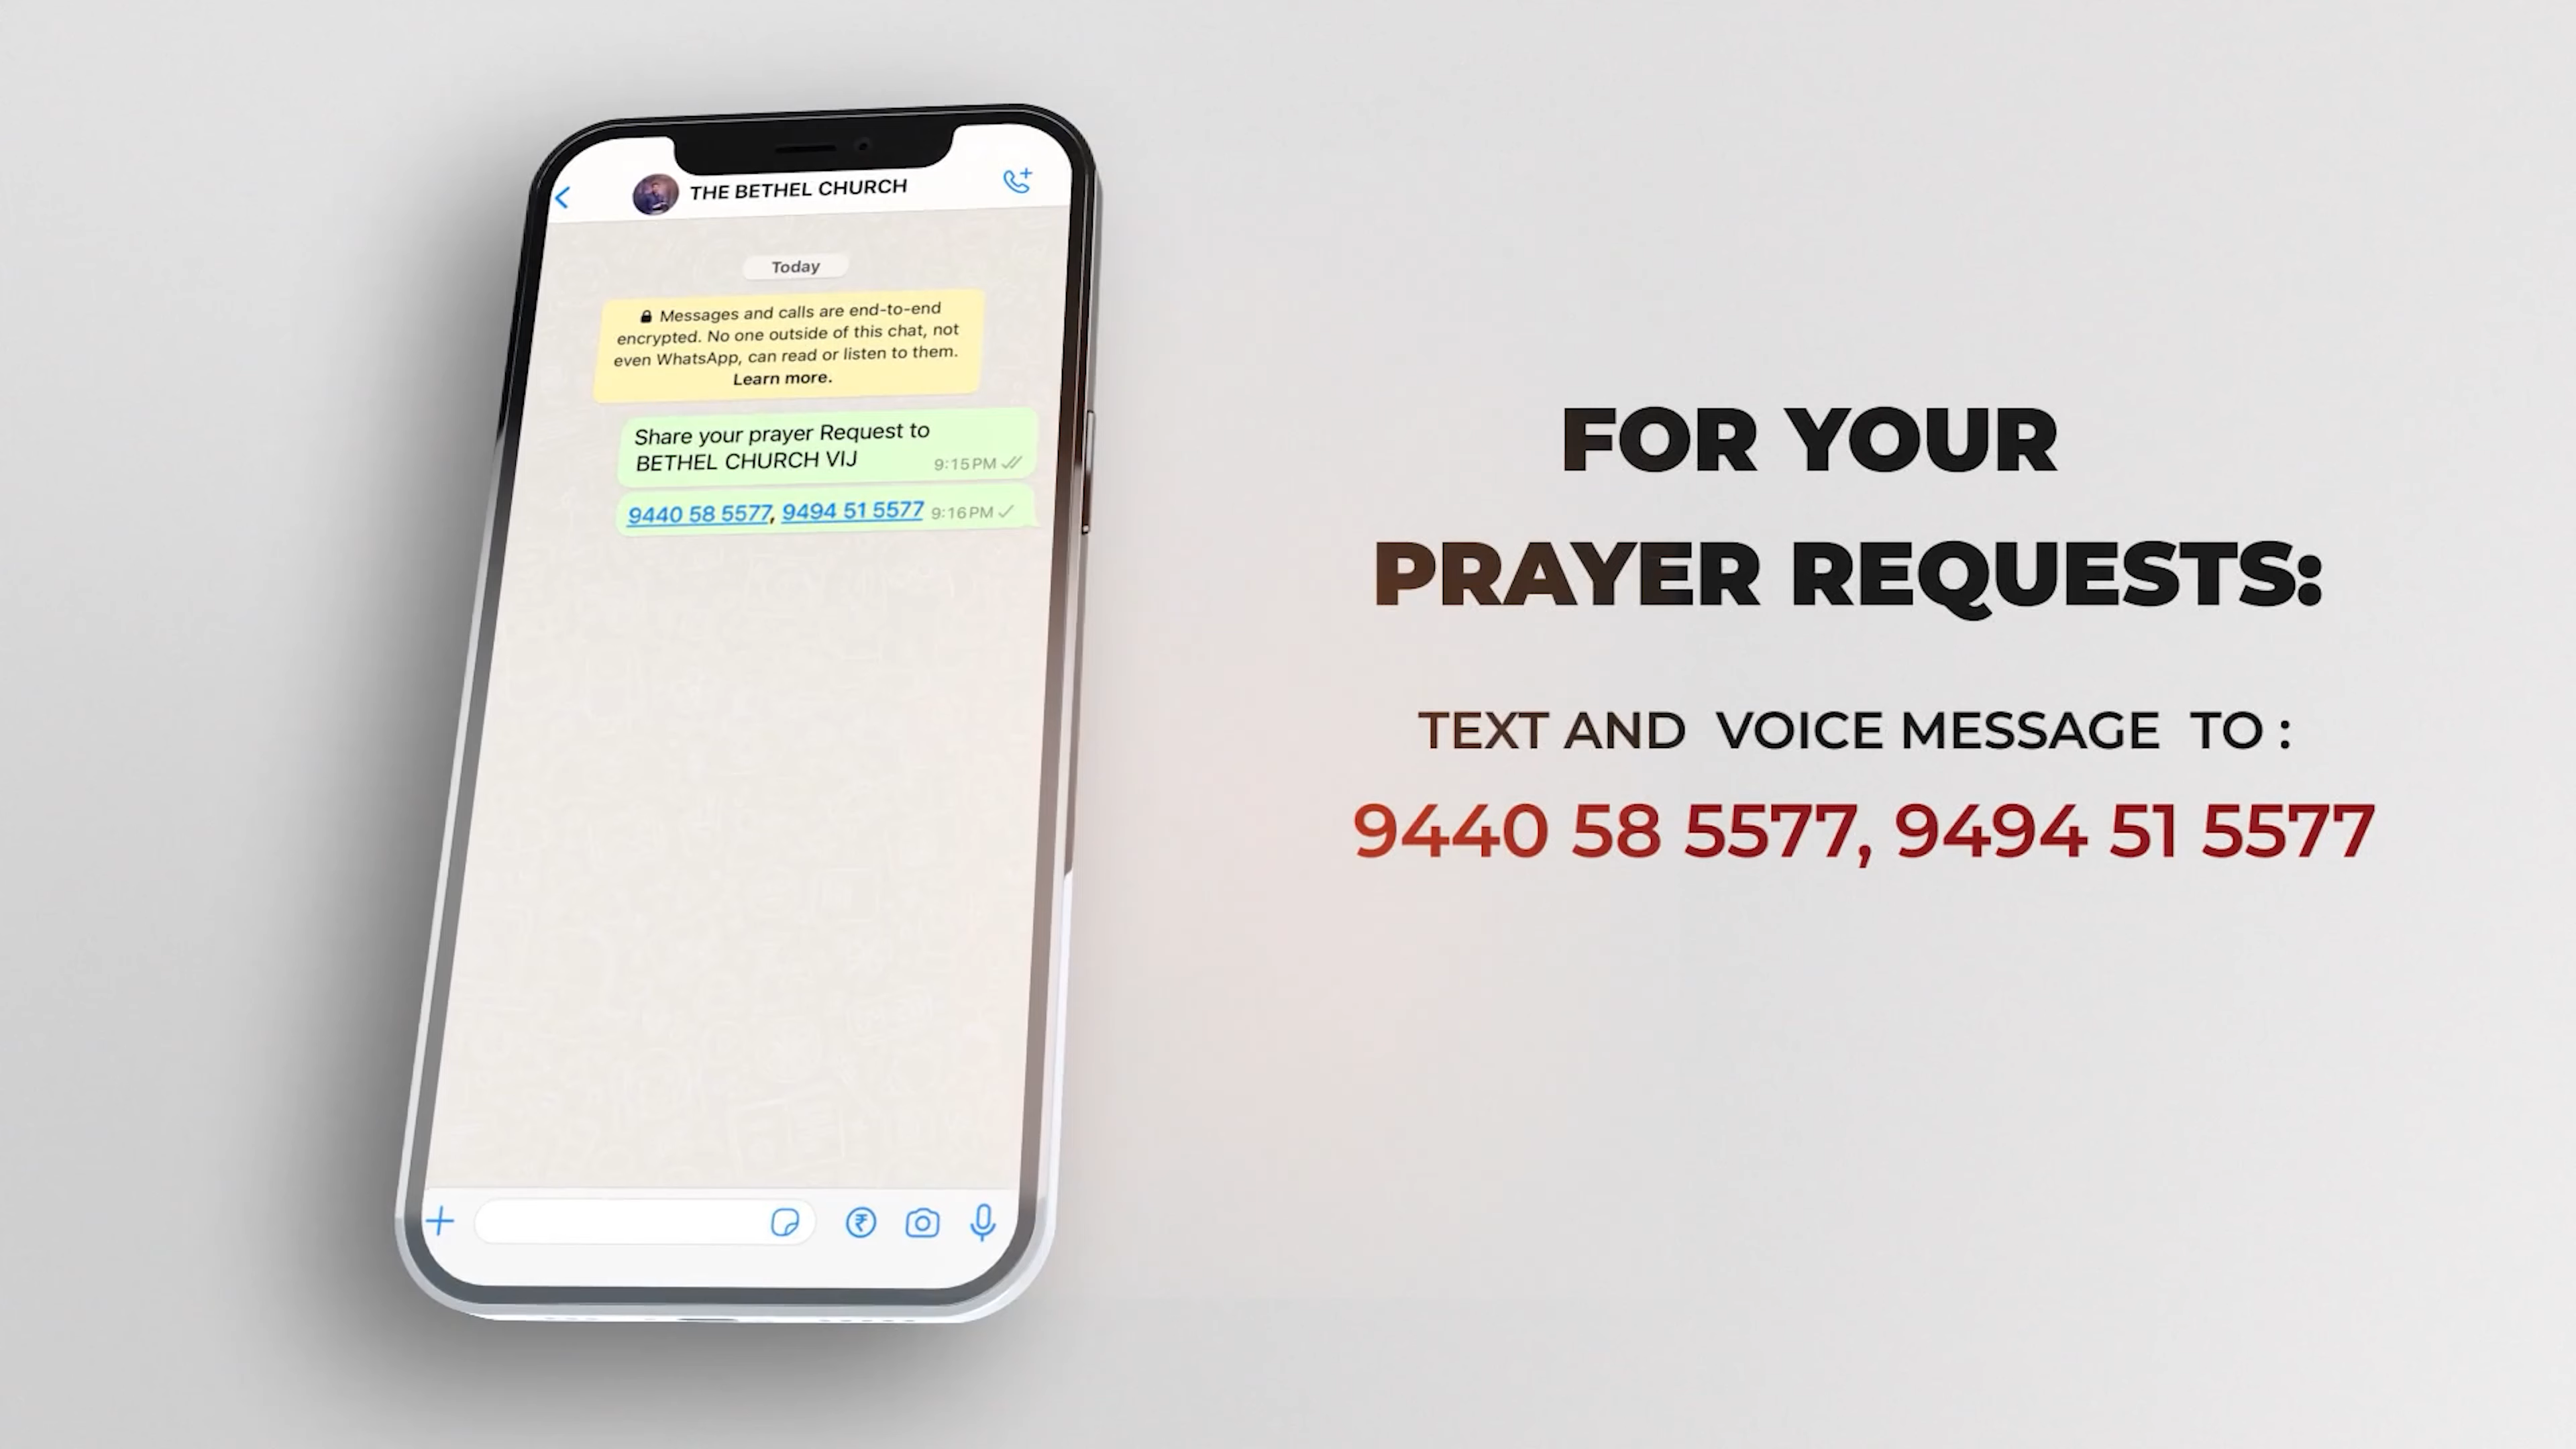 THE BETHEL CHURCH
Today
Messages and calls are end-to-end
encrypted. No one outside of this chat, not
even WhatsApp, can read or listen to them.
Learn more.
Share your prayer Request to
BETHEL CHURCH VIJ
9:15 PM
9440 58 5577, 9494 51 5577 9:16 PM
FOR YOUR
PRAYER REQUESTS:
TEXT AND VOICE MESSAGE TO :
9440 58 5577, 9494 51 5577